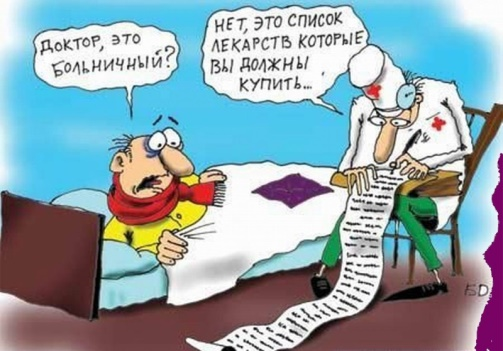 ДОКТОР, ЭТО
БОЛЬНИЧНЫЙ?
НЕТ, ЭТО СПИСОК
ЛЕКАРСТВ КОТОРЫЕ
ВЫ ДОЛЖНЫ
КУПИТЬ...